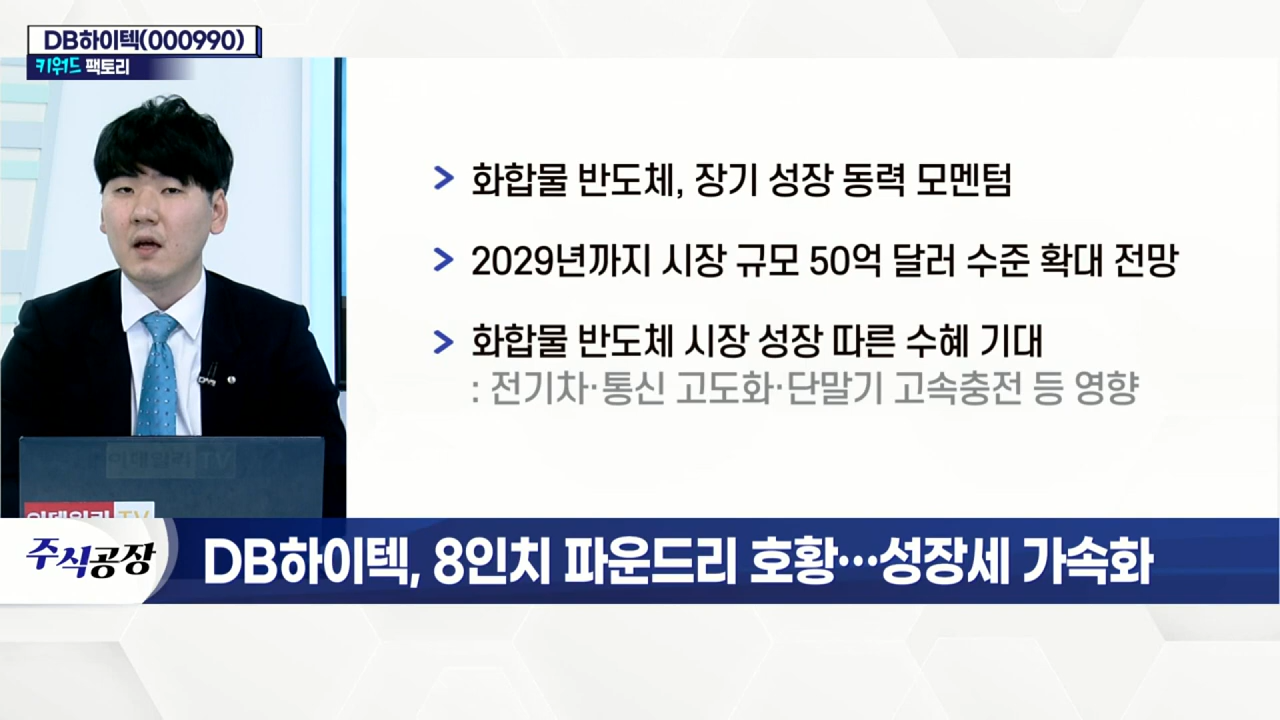 DB하이텍(000990)
키워드 팩토리
> 화합물 반도체, 장기 성장 동력 모멘텀
> 2029년까지 시장 규모 50억 달러 수준 확대 전망
> 화합물 반도체 시장 성장 따른 수혜 기대
: 전기차·통신 고도화·단말기 고속충전 등 영향
이데일리 TV
주식공장
DB하이텍, 8인치 파운드리 호황…성장세 가속화